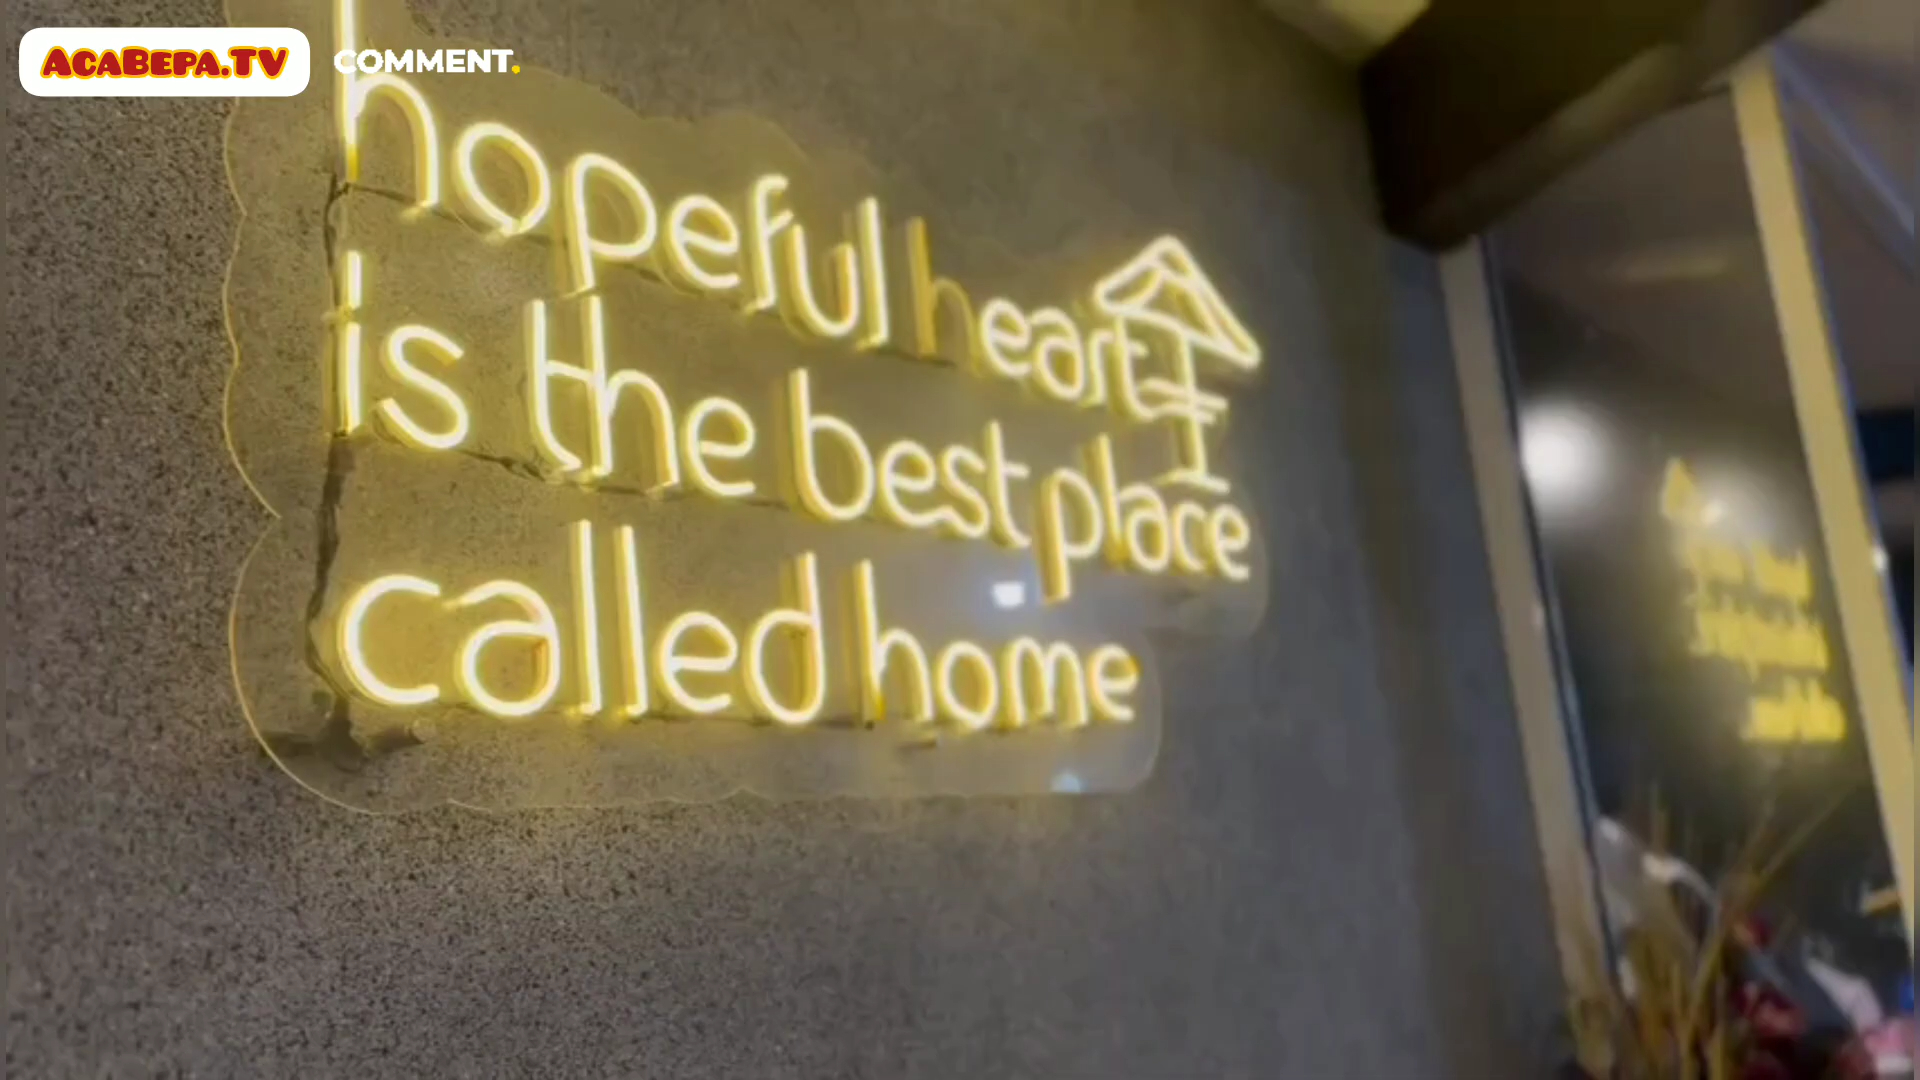 AcaBepa.TV
COMMENT.
hopeful heart
is the best place
called home